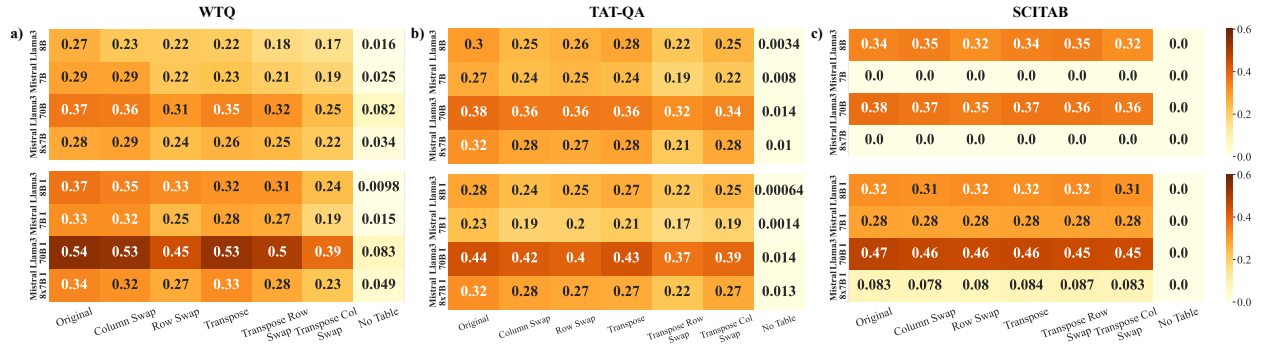 WTQ
TAT-QA
SCITAB
a)
Llama3 8B 0.27 0.23 0.22 0.22 0.18 0.17 0.016
Mistral 7B 0.29 0.29 0.22 0.23 0.21 0.19 0.025
Llama3 70B 0.37 0.36 0.31 0.35 0.32 0.25 0.082
Mistral 8x7B 0.28 0.29 0.24 0.26 0.25 0.22 0.034
Llama3 8B I 0.37 0.35 0.33 0.32 0.31 0.24 0.0098
Mistral 7B I 0.33 0.32 0.25 0.28 0.27 0.19 0.015
Llama3 70B I 0.54 0.53 0.45 0.53 0.5 0.39 0.083
Mistral 8x7B I 0.34 0.32 0.27 0.33 0.28 0.23 0.049
Original Column Swap Row Swap Transpose Transpose Row Swap Transpose Col Swap No Table
b)
Llama3 8B 0.3 0.25 0.26 0.28 0.22 0.25 0.0034
Mistral 7B 0.27 0.24 0.25 0.24 0.19 0.22 0.008
Llama3 70B 0.38 0.36 0.36 0.36 0.32 0.34 0.014
Mistral 8x7B 0.32 0.28 0.27 0.28 0.21 0.28 0.01
Llama3 8B I 0.28 0.24 0.25 0.27 0.22 0.25 0.00064
Mistral 7B I 0.23 0.19 0.2 0.21 0.17 0.19 0.0014
Llama3 70B I 0.44 0.42 0.4 0.43 0.37 0.39 0.014
Mistral 8x7B I 0.32 0.28 0.27 0.27 0.22 0.27 0.013
Original Column Swap Row Swap Transpose Transpose Row Swap Transpose Col Swap No Table
c)
Llama3 8B 0.34 0.35 0.32 0.34 0.35 0.32 0.0
Mistral 7B 0.0 0.0 0.0 0.0 0.0 0.0 0.0
Llama3 70B 0.38 0.37 0.35 0.37 0.36 0.36 0.0
Mistral 8x7B 0.0 0.0 0.0 0.0 0.0 0.0 0.0
Llama3 8B I 0.32 0.31 0.32 0.32 0.32 0.31 0.0
Mistral 7B I 0.28 0.28 0.28 0.28 0.28 0.28 0.0
Llama3 70B I 0.47 0.46 0.46 0.46 0.45 0.45 0.0
Mistral 8x7B I 0.083 0.078 0.08 0.084 0.087 0.083 0.0
Original Column Swap Row Swap Transpose Transpose Row Swap Transpose Col Swap No Table
0.6
0.4
0.2
0.0
0.6
0.4
0.2
0.0